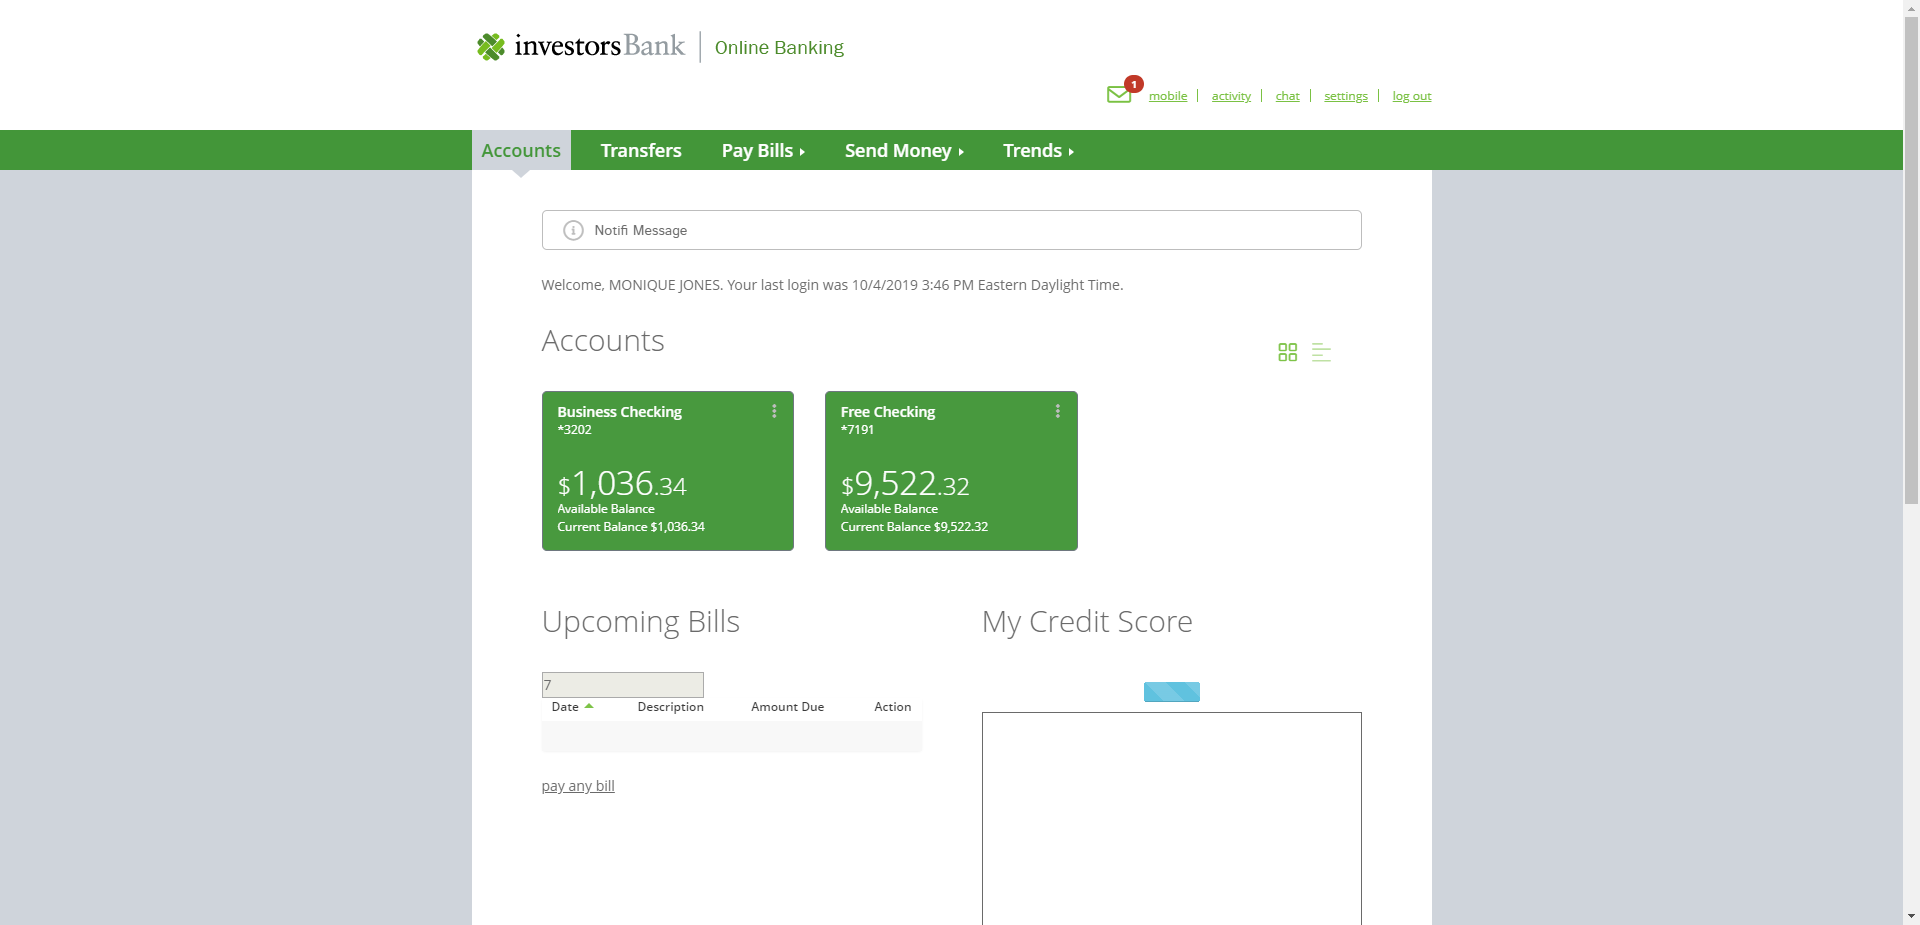 investorsBank Online Banking
1
mobile activity chat settings log out
Accounts Transfers Pay Bills Send Money Trends
i Notifi Message
Welcome, MONIQUE JONES. Your last login was 10/4/2019 3:46 PM Eastern Daylight Time.
Accounts
Business Checking
*3202
$1,036.34
Available Balance
Current Balance $1,036.34
Free Checking
*7191
$9,522.32
Available Balance
Current Balance $9,522.32
Upcoming Bills
7
Date Description Amount Due Action
pay any bill
My Credit Score